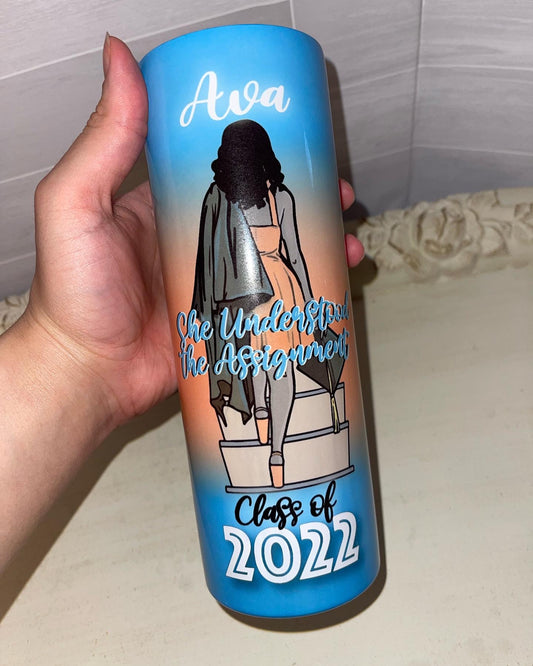 Ava
She Understood
the Assignment
Class of
2022